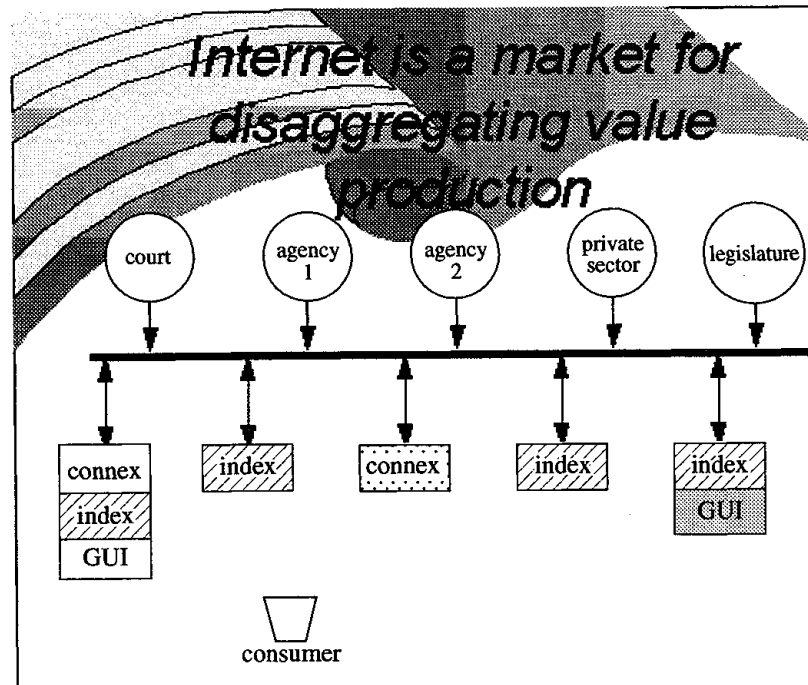 Internet is a market for
disaggregating value
production
court
agency
1
agency
2
private
sector
legislature
connex
index
GUI
index
connex
index
index
GUI
consumer